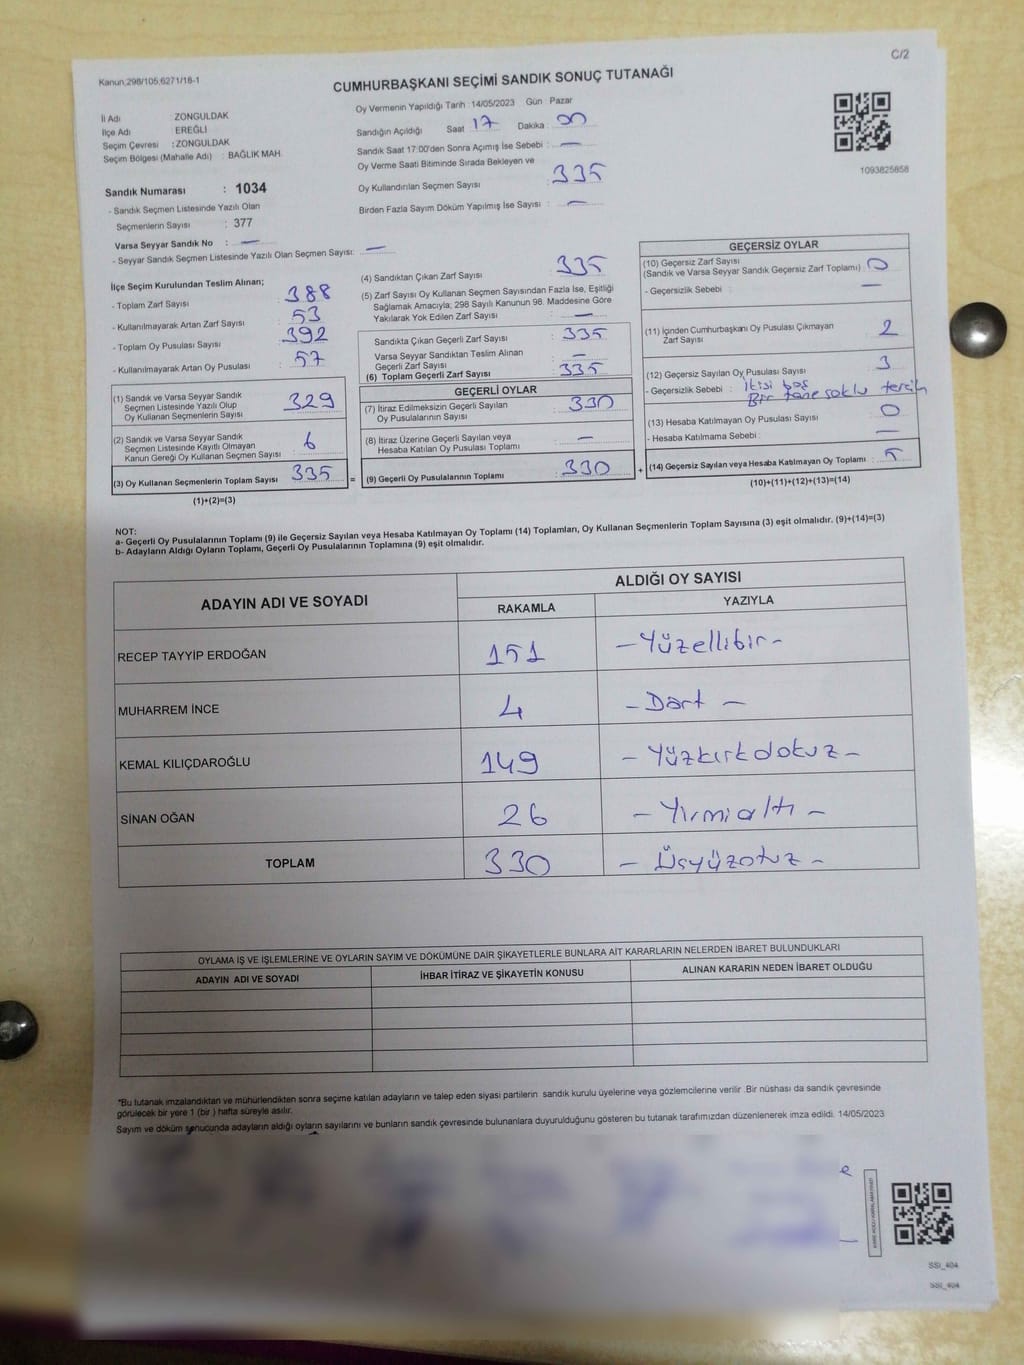 C/2
Kanun 298/105,6271/18-1
CUMHURBAŞKANI SEÇİMİ SANDIK SONUÇ TUTANAĞI
İl Adı : ZONGULDAK
İlçe Adı : EREĞLİ
Seçim Çevresi : ZONGULDAK
Seçim Bölgesi (Mahalle Adı) : BAĞLIK MAH.
Sandık Numarası : 1034
- Sandık Seçmen Listesinde Yazılı Olan
Seçmenlerin Sayısı : 377
Varsa Seyyar Sandık No : —
- Seyyar Sandık Seçmen Listesinde Yazılı Olan Seçmen Sayısı: —
Oy Vermenin Yapıldığı Tarih : 14/05/2023 Gün : Pazar
Sandığın Açıldığı Saat : 17 Dakika : 00
Sandık Saat 17:00'den Sonra Açımış İse Sebebi : —
Oy Verme Saati Bitiminde Sırada Bekleyen ve
Oy Kullandırılan Seçmen Sayısı : 335
Birden Fazla Sayım Döküm Yapılmış İse Sayısı : —
1093825858
İlçe Seçim Kurulundan Teslim Alınan;
- Toplam Zarf Sayısı : 388
- Kullanılmayarak Artan Zarf Sayısı : 53
- Toplam Oy Pusulası Sayısı : 392
- Kullanılmayarak Artan Oy Pusulası : 57
(1) Sandık ve Varsa Seyyar Sandık
Seçmen Listesinde Yazılı Olup
Oy Kullanan Seçmenlerin Sayısı : 329
(2) Sandık ve Varsa Seyyar Sandık
Seçmen Listesinde Kayıtlı Olmayan
Kanun Gereği Oy Kullanan Seçmen Sayısı : 6
(3) Oy Kullanan Seçmenlerin Toplam Sayısı : 335
(1)+(2)=(3)
(4) Sandıktan Çıkan Zarf Sayısı : 335
(5) Zarf Sayısı Oy Kullanan Seçmen Sayısından Fazla İse, Eşitliği
Sağlamak Amacıyla; 298 Sayılı Kanunun 98. Maddesine Göre
Yakılarak Yok Edilen Zarf Sayısı : —
Sandıkta Çıkan Geçerli Zarf Sayısı : 335
Varsa Seyyar Sandıktan Teslim Alınan
Geçerli Zarf Sayısı : —
(6) Toplam Geçerli Zarf Sayısı : 335
GEÇERLİ OYLAR
(7) İtiraz Edilmeksizin Geçerli Sayılan
Oy Pusulalarının Sayısı : 330
(8) İtiraz Üzerine Geçerli Sayılan veya
Hesaba Katılan Oy Pusulası Toplamı : —
= (9) Geçerli Oy Pusulalarının Toplamı : 330 +
GEÇERSİZ OYLAR
(10) Geçersiz Zarf Sayısı
(Sandık ve Varsa Seyyar Sandık Geçersiz Zarf Toplamı) : 0
- Geçersizlik Sebebi : —
(11) İçinden Cumhurbaşkanı Oy Pusulası Çıkmayan
Zarf Sayısı : 2
(12) Geçersiz Sayılan Oy Pusulası Sayısı : 3
- Geçersizlik Sebebi : İkisi boş
Bir tane soklu tercih
(13) Hesaba Katılmayan Oy Pusulası Sayısı : 0
- Hesaba Katılmama Sebebi : —
(14) Geçersiz Sayılan veya Hesaba Katılmayan Oy Toplamı : 5
(10)+(11)+(12)+(13)=(14)
NOT:
a- Geçerli Oy Pusulalarının Toplamı (9) ile Geçersiz Sayılan veya Hesaba Katılmayan Oy Toplamı (14) Toplamları, Oy Kullanan Seçmenlerin Toplam Sayısına (3) eşit olmalıdır. (9)+(14)=(3)
b- Adayların Aldığı Oyların Toplamı, Geçerli Oy Pusulalarının Toplamına (9) eşit olmalıdır.
ADAYIN ADI VE SOYADI ALDIĞI OY SAYISI
RAKAMLA YAZIYLA
RECEP TAYYİP ERDOĞAN 151 -Yüzellibir-
MUHARREM İNCE 4 -Dört-
KEMAL KILIÇDAROĞLU 149 -Yüzkırkdokuz-
SİNAN OĞAN 26 -Yirmialtı-
TOPLAM 330 -Üçyüzotuz-
OYLAMA İŞ VE İŞLEMLERİNE VE OYLARIN SAYIM VE DÖKÜMÜNE DAİR ŞİKAYETLERLE BUNLARA AİT KARARLARIN NELERDEN İBARET BULUNDUKLARI
ADAYIN ADI VE SOYADI İHBAR İTİRAZ VE ŞİKAYETİN KONUSU ALINAN KARARIN NEDEN İBARET OLDUĞU
*Bu tutanak imzalandıktan ve mühürlendikten sonra seçime katılan adayların ve talep eden siyasi partilerin sandık kurulu üyelerine veya gözlemcilerine verilir .Bir nüshası da sandık çevresinde
görülecek bir yere 1 (bir ) hafta süreyle asılır.
Sayım ve döküm sonucunda adayların aldığı oyların sayılarını ve bunların sandık çevresinde bulunanlara duyurulduğunu gösteren bu tutanak tarafımızdan düzenlenerek imza edildi. 14/05/2023
SSI_404
SSI_404